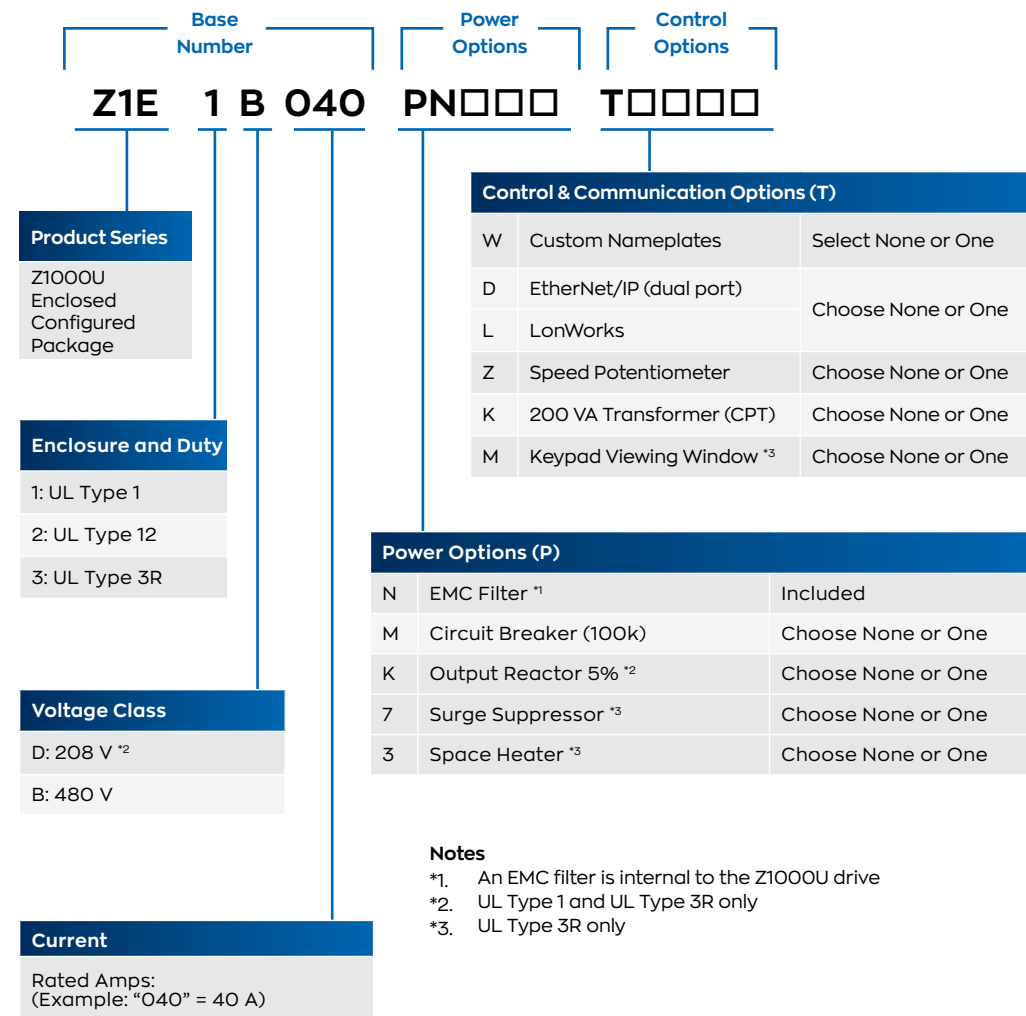 Base Number
Power Options
Control Options
Z1E 1 B 040 PN□□□ T□□□□
Control & Communication Options (T)
W Custom Nameplates Select None or One
D EtherNet/IP (dual port) Choose None or One
L LonWorks
Z Speed Potentiometer Choose None or One
K 200 VA Transformer (CPT) Choose None or One
M Keypad Viewing Window *3 Choose None or One
Product Series
Z1000U
Enclosed
Configured
Package
Enclosure and Duty
1: UL Type 1
2: UL Type 12
3: UL Type 3R
Power Options (P)
N EMC Filter *1 Included
M Circuit Breaker (100k) Choose None or One
K Output Reactor 5% *2 Choose None or One
7 Surge Suppressor *3 Choose None or One
3 Space Heater *3 Choose None or One
Voltage Class
D: 208 V *2
B: 480 V
Notes
*1. An EMC filter is internal to the Z1000U drive
*2. UL Type 1 and UL Type 3R only
*3. UL Type 3R only
Current
Rated Amps:
(Example: “040” = 40 A)